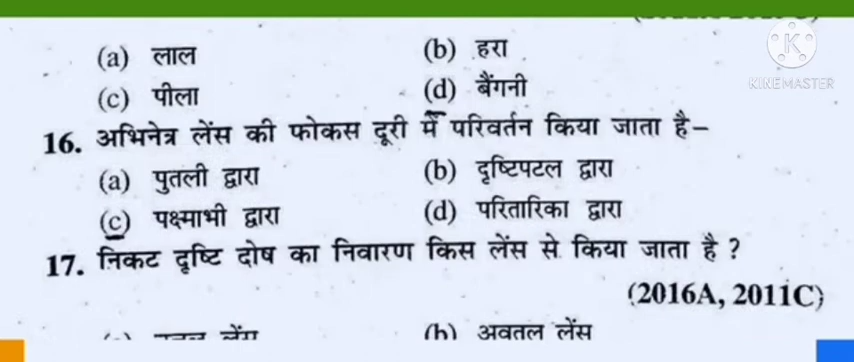 (a) लाल (b) हरा
KINEMASTER
(c) पीला (d) बैंगनी
16. अभिनेत्र लेंस की फोकस दूरी में परिवर्तन किया जाता है–
(a) पुतली द्वारा (b) दृष्टिपटल द्वारा
(c) पक्ष्माभी द्वारा (d) परितारिका द्वारा
17. निकट दृष्टि दोष का निवारण किस लेंस से किया जाता है ?
(2016A, 2011C)
लेंस (b) अवतल लेंस